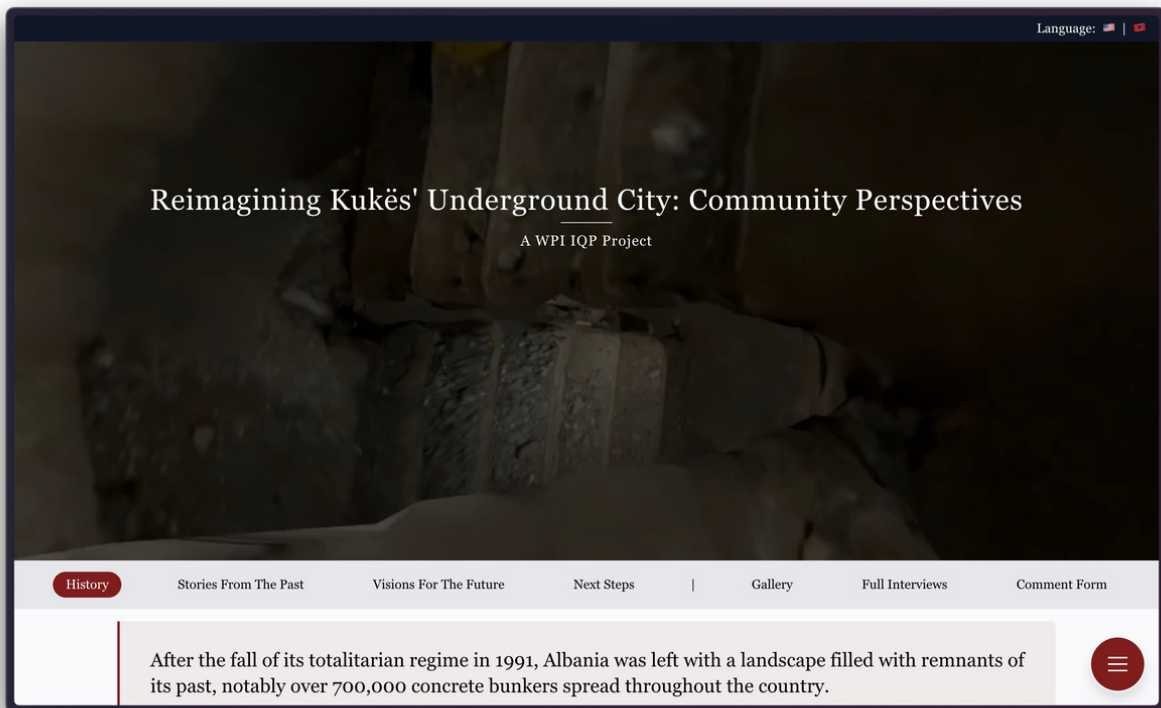 Language: |
Reimagining Kukës' Underground City: Community Perspectives
A WPI IQP Project
History Stories From The Past Visions For The Future Next Steps | Gallery Full Interviews Comment Form
After the fall of its totalitarian regime in 1991, Albania was left with a landscape filled with remnants of
its past, notably over 700,000 concrete bunkers spread throughout the country.